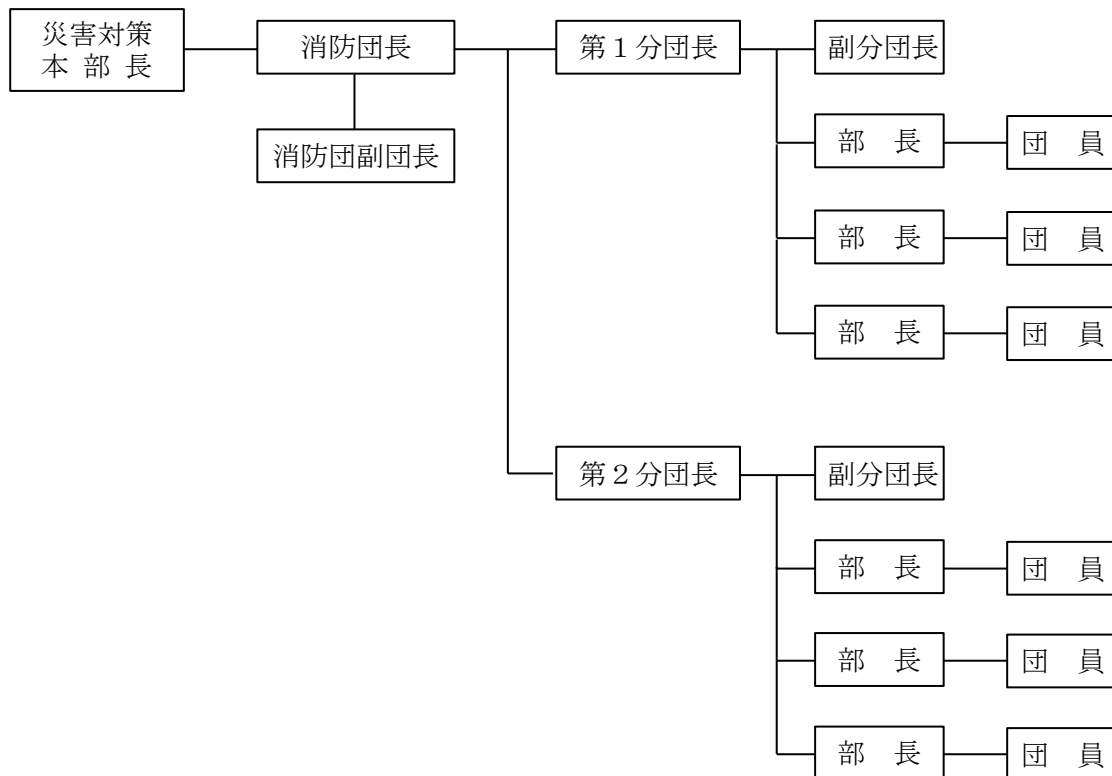 災害対策
本 部 長
消防団長
消防団副団長
第１分団長
副分団長
部　長
団　員
部　長
団　員
部　長
団　員
第２分団長
副分団長
部　長
団　員
部　長
団　員
部　長
団　員